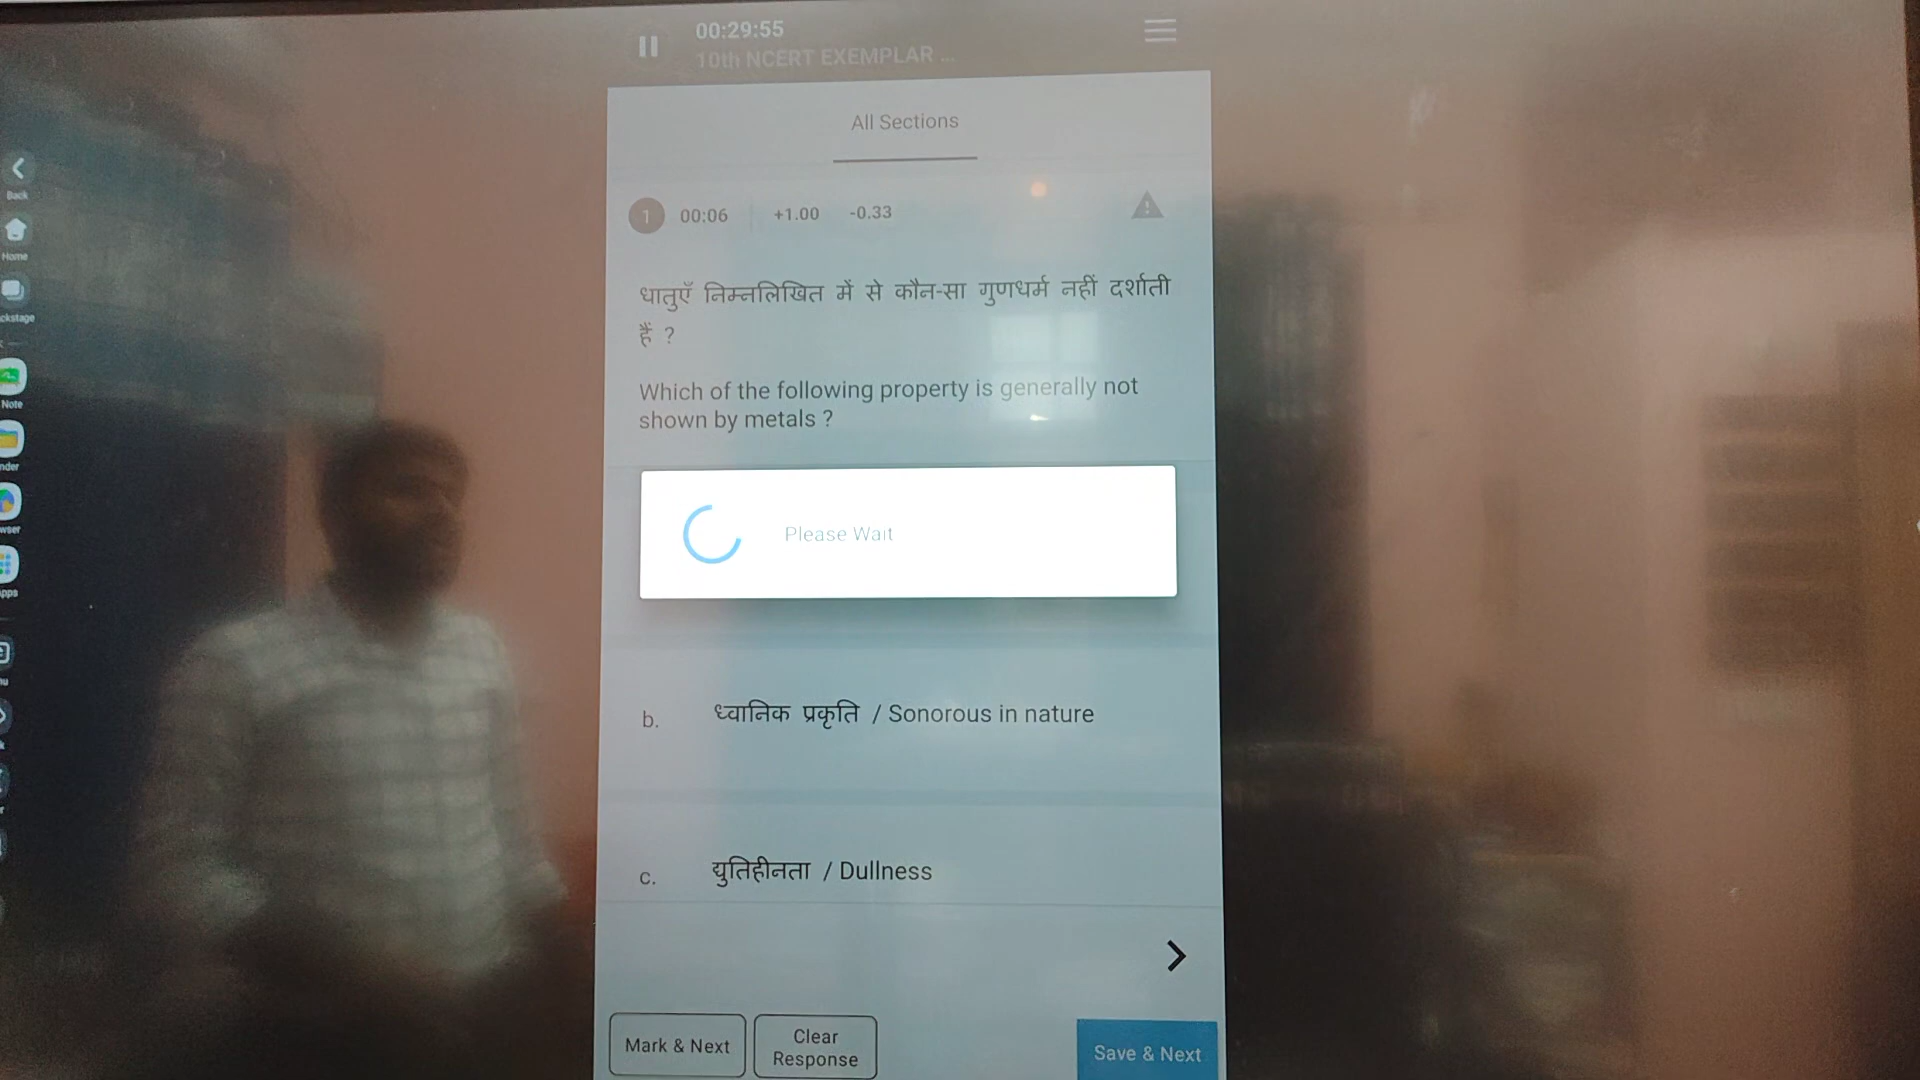 00:29:55
10th NCERT EXEMPLAR ...
All Sections
Back
Home
ckstage
Note
1 00:06 +1.00 -0.33
धातुएँ निम्नलिखित में से कौन-सा गुणधर्म नहीं दर्शाती
हैं ?
Which of the following property is generally not
shown by metals ?
Please Wait
b. ध्वानिक प्रकृति / Sonorous in nature
c. द्युतिहीनता / Dullness
Mark & Next
Clear
Response
Save & Next